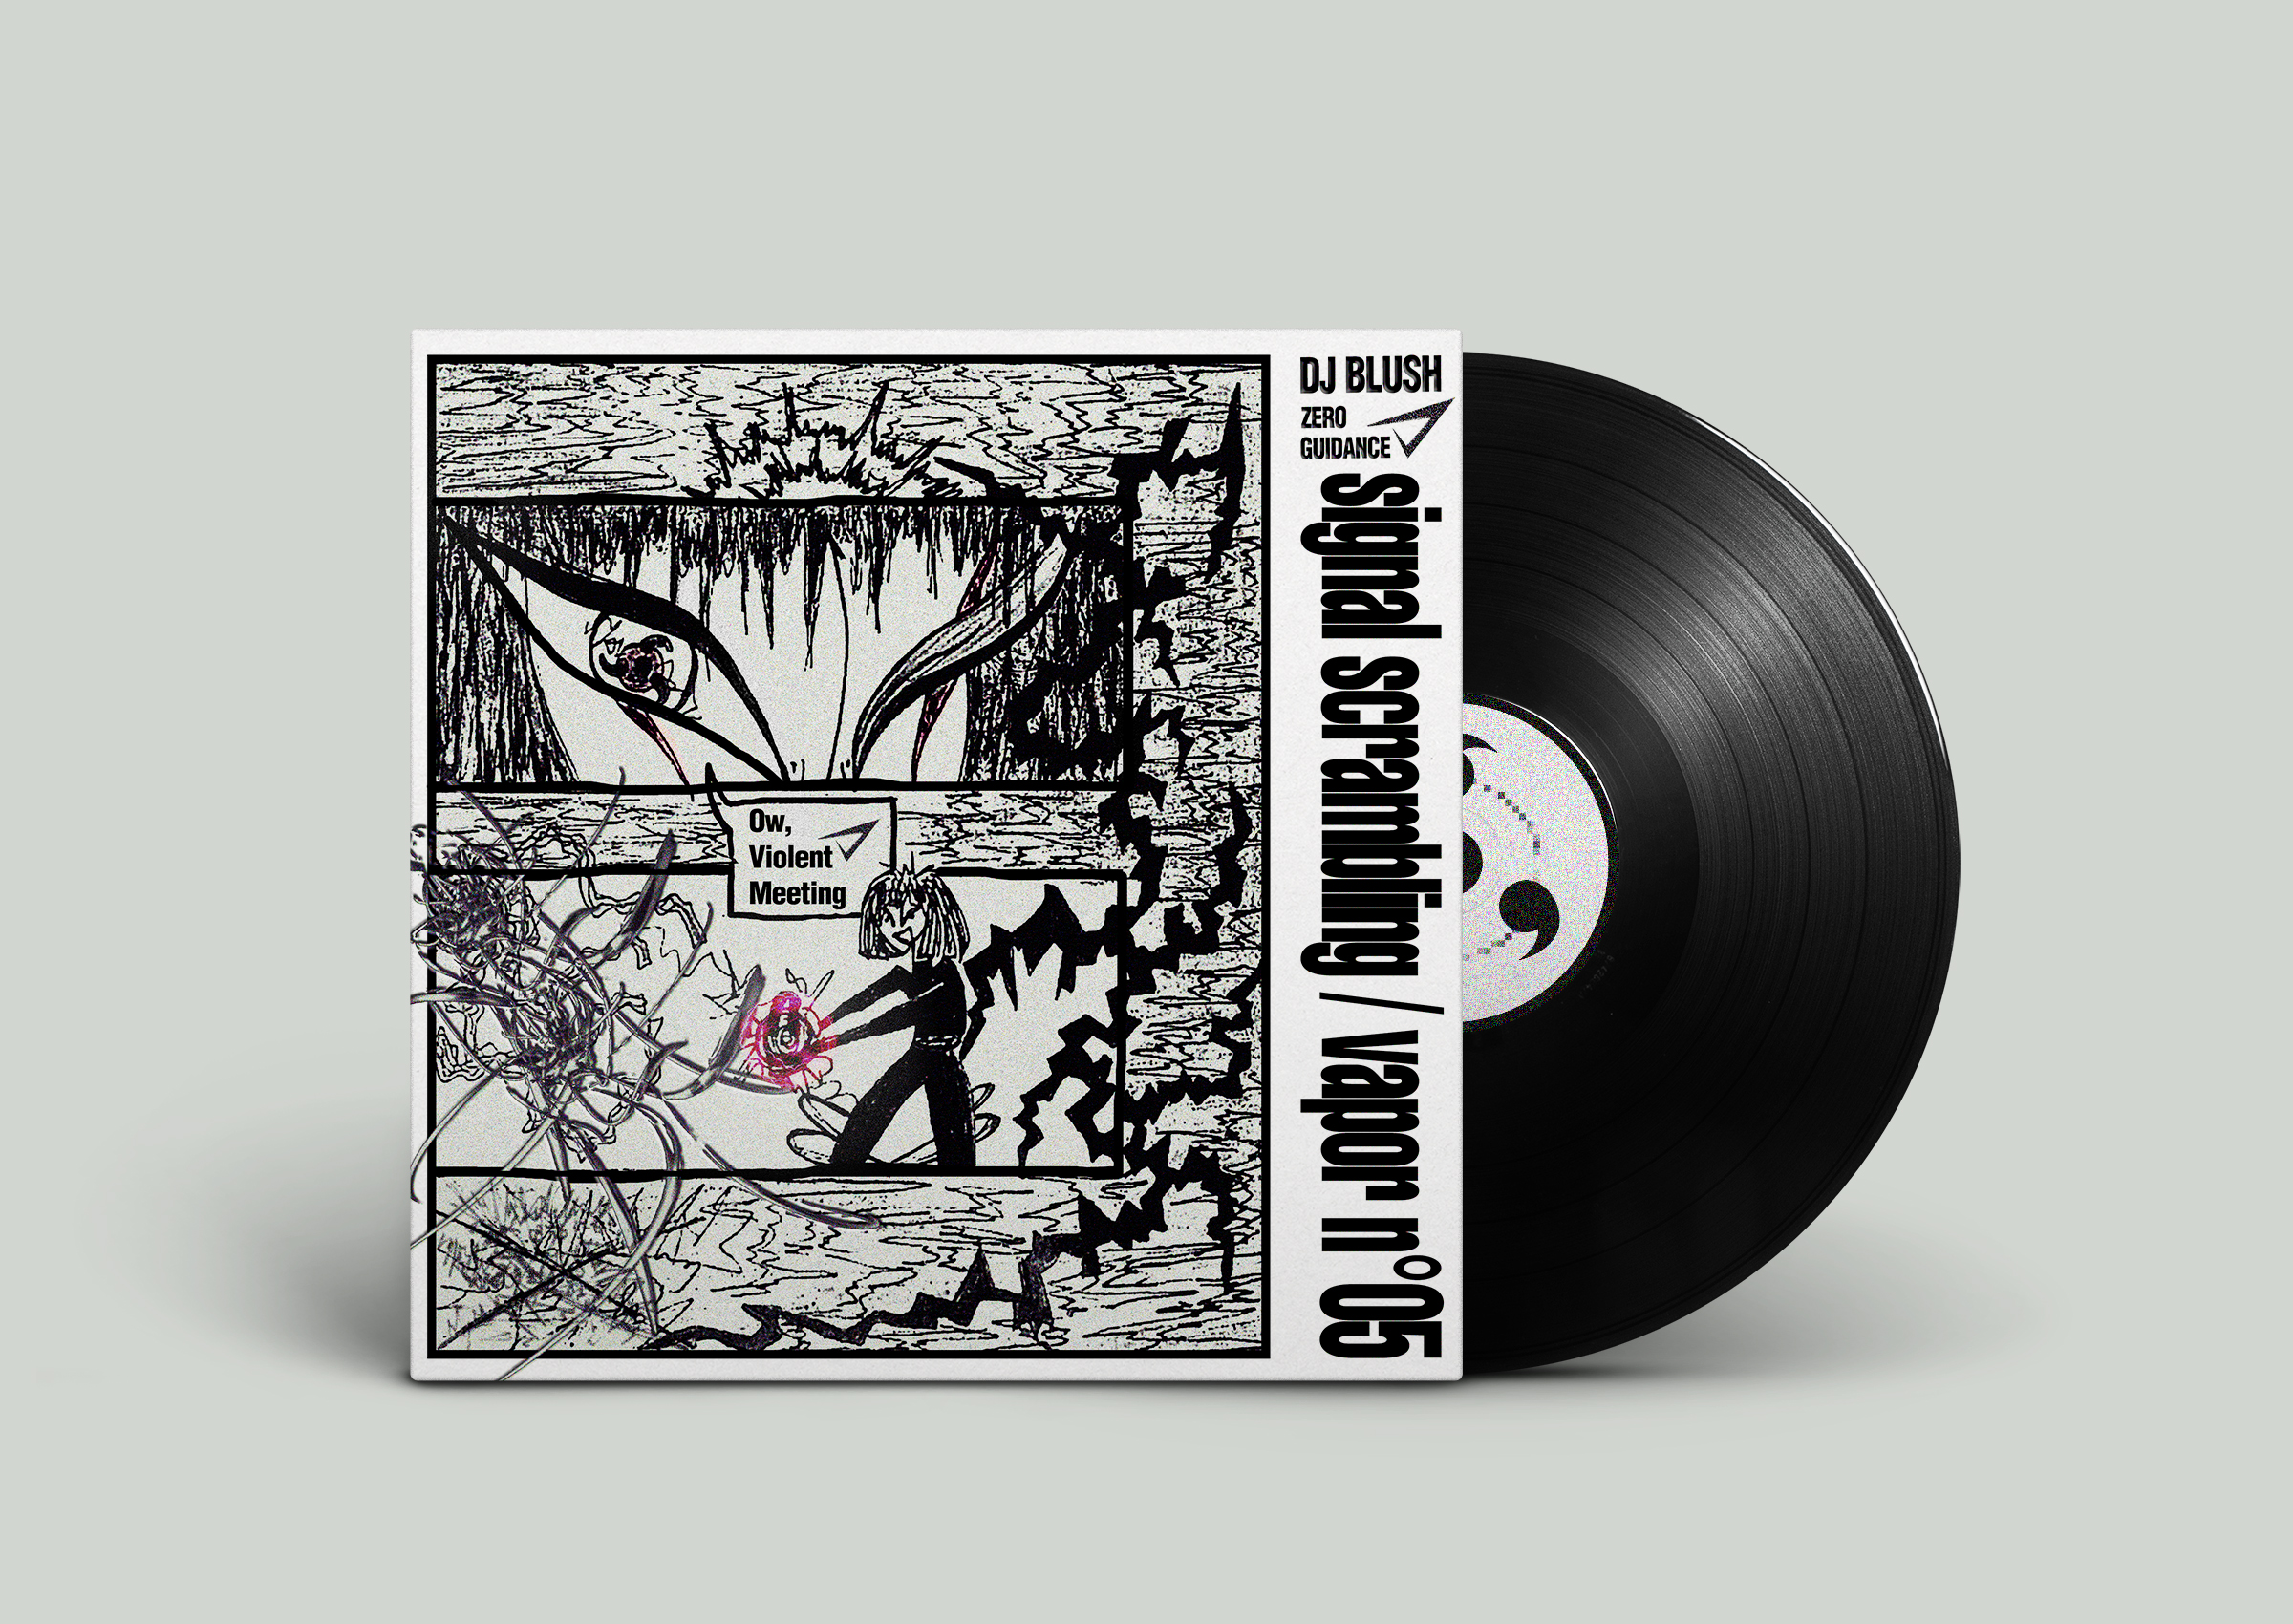 DJ BLUSH
ZERO
GUIDANCE
signal scrambling / vapor n°05
Ow,
Violent
Meeting